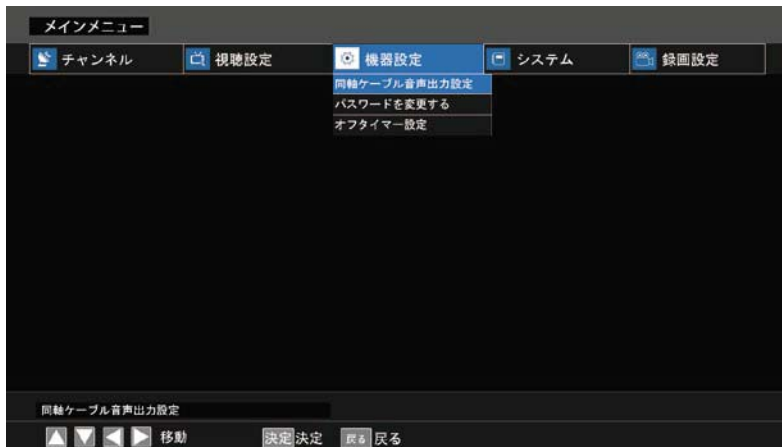 メインメニュー
チャンネル 視聴設定 機器設定 システム 録画設定
同軸ケーブル音声出力設定
パスワードを変更する
オフタイマー設定
同軸ケーブル音声出力設定
移動 決定 決定 戻る 戻る